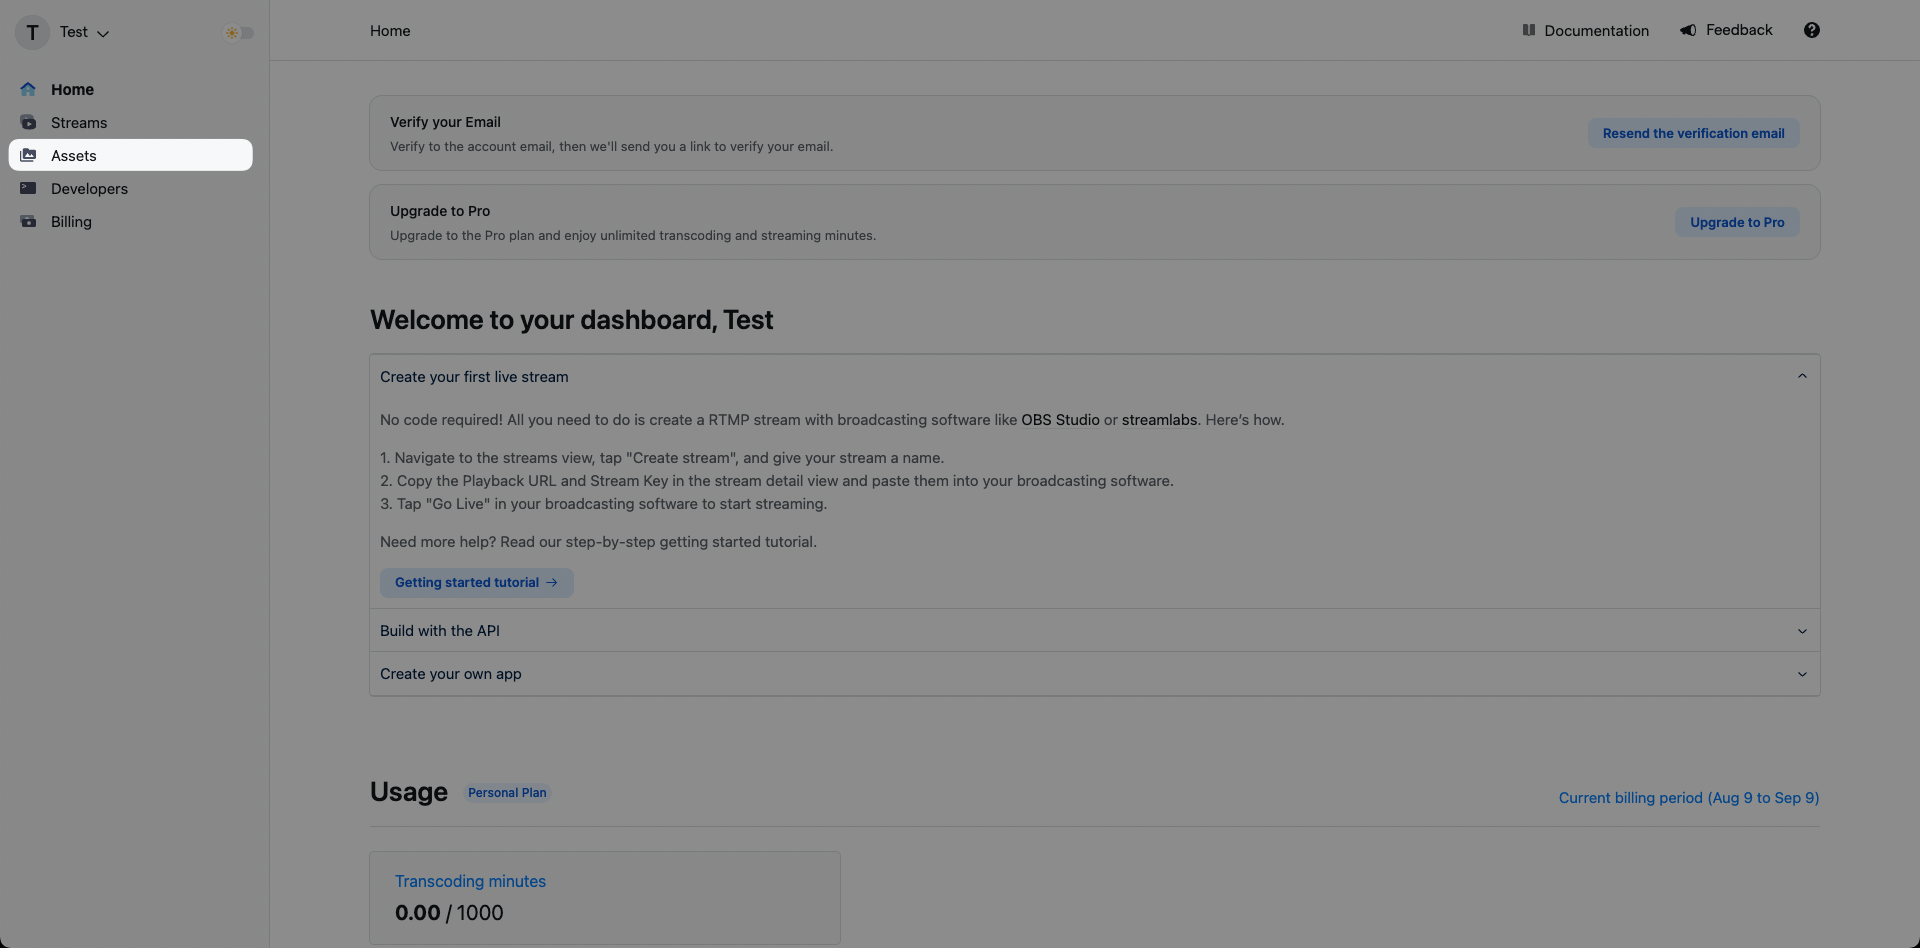 T
Test
Home
Documentation
Feedback
Home
Streams
Assets
Developers
Billing
Verify your Email
Verify to the account email, then we'll send you a link to verify your email.
Resend the verification email
Upgrade to Pro
Upgrade to the Pro plan and enjoy unlimited transcoding and streaming minutes.
Upgrade to Pro
Welcome to your dashboard, Test
Create your first live stream
No code required! All you need to do is create a RTMP stream with broadcasting software like OBS Studio or streamlabs. Here’s how.
1. Navigate to the streams view, tap "Create stream", and give your stream a name.
2. Copy the Playback URL and Stream Key in the stream detail view and paste them into your broadcasting software.
3. Tap "Go Live" in your broadcasting software to start streaming.
Need more help? Read our step-by-step getting started tutorial.
Getting started tutorial →
Build with the API
Create your own app
Usage
Personal Plan
Current billing period (Aug 9 to Sep 9)
Transcoding minutes
0.00 / 1000